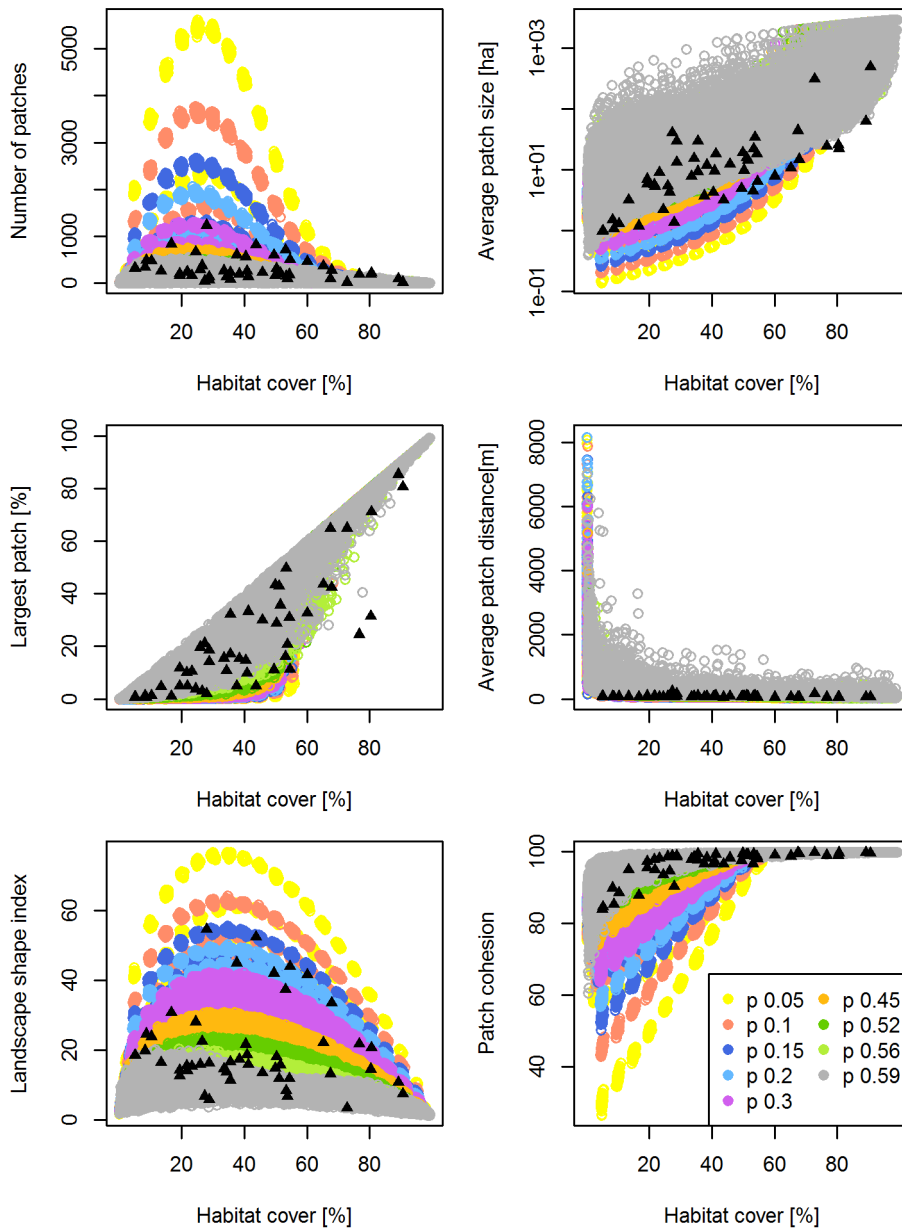 Number of patches
0
1000
3000
5000
20
40
60
80
Habitat cover [%]
Average patch size [ha]
1e-01
1e+01
1e+03
20
40
60
80
Habitat cover [%]
Largest patch [%]
0
20
40
60
80
100
20
40
60
80
Habitat cover [%]
Average patch distance[m]
0
2000
4000
6000
8000
20
40
60
80
Habitat cover [%]
Landscape shape index
0
20
40
60
20
40
60
80
Habitat cover [%]
Patch cohesion
40
60
80
100
20
40
60
80
Habitat cover [%]
p 0.05
p 0.1
p 0.15
p 0.2
p 0.3
p 0.45
p 0.52
p 0.56
p 0.59